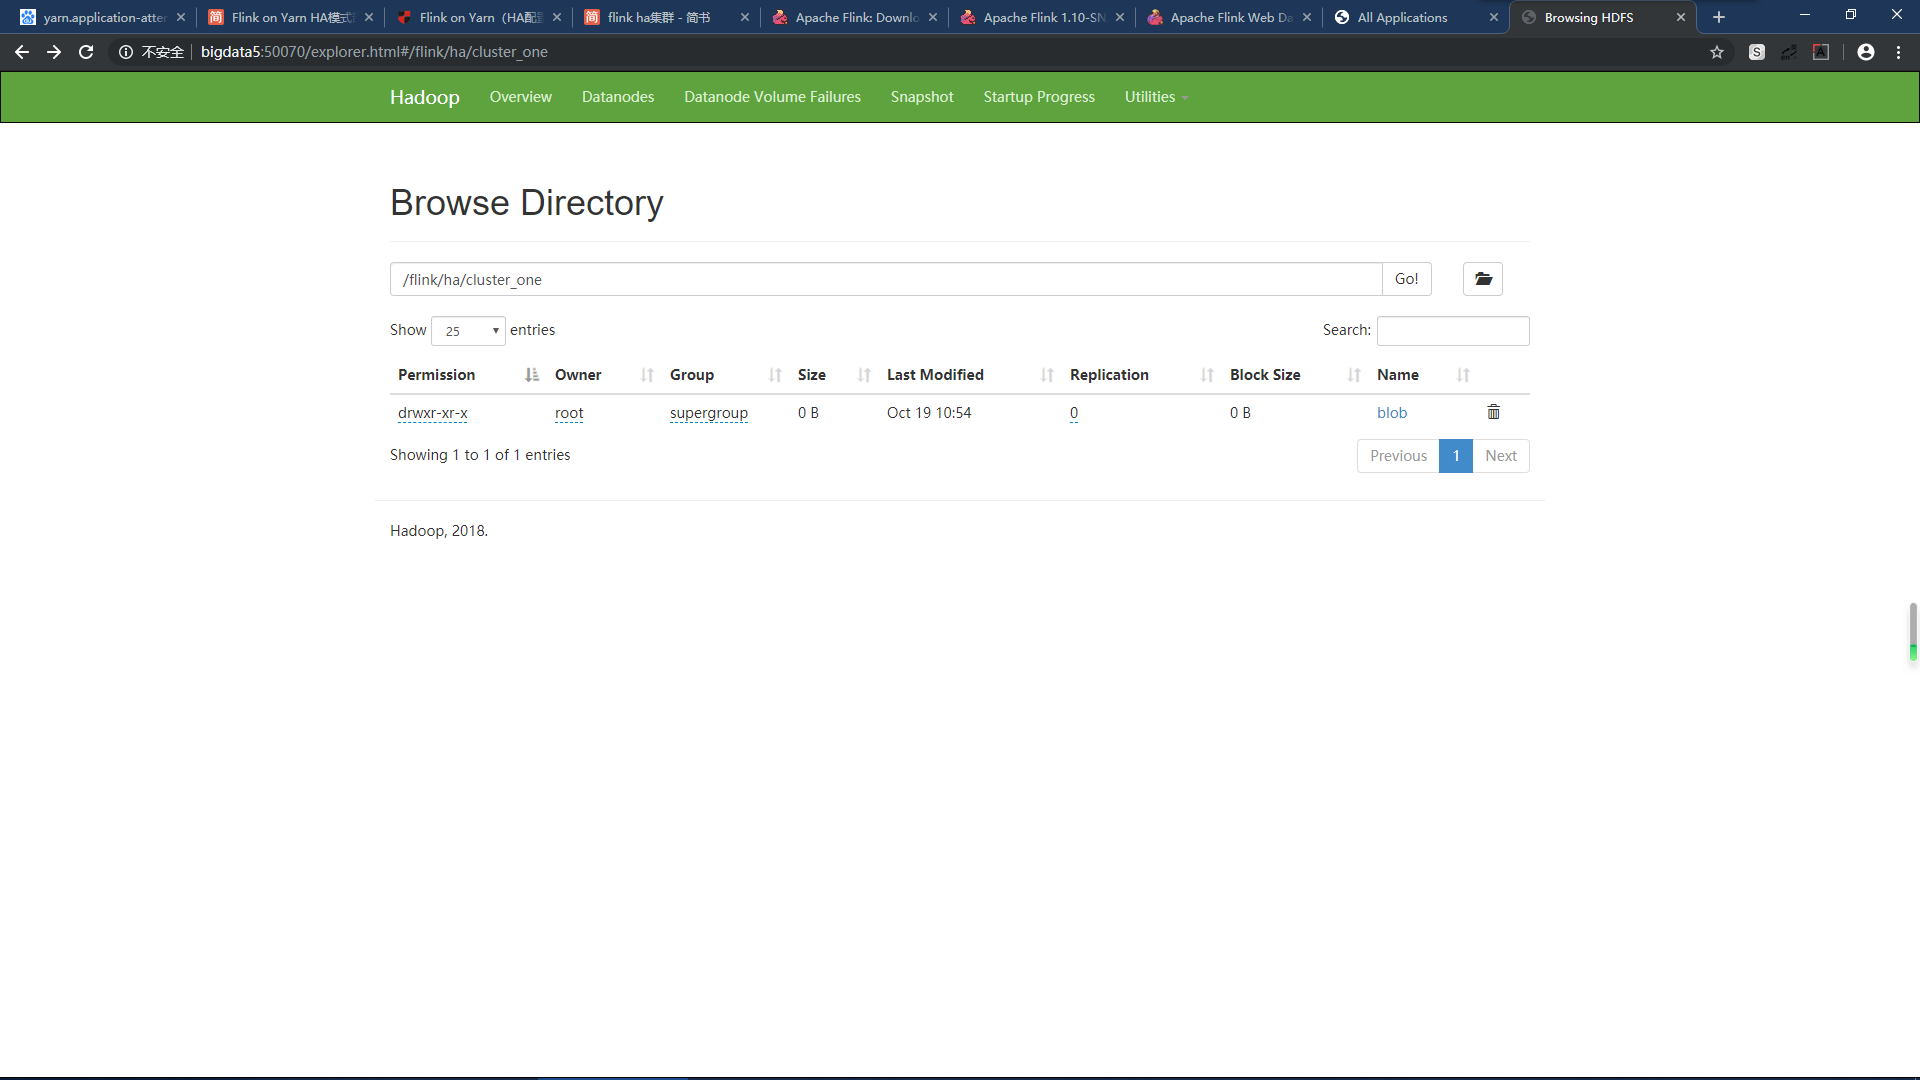 yarn.application-atter
Flink on Yarn HA模式
Flink on Yarn（HA配
flink ha集群 - 简书
Apache Flink: Downlo
Apache Flink 1.10-SN
Apache Flink Web Da
All Applications
Browsing HDFS
不安全 bigdata5:50070/explorer.html#/flink/ha/cluster_one
Hadoop Overview Datanodes Datanode Volume Failures Snapshot Startup Progress Utilities
Browse Directory
/flink/ha/cluster_one Go!
Show 25 entries Search:
Permission Owner Group Size Last Modified Replication Block Size Name
drwxr-xr-x root supergroup 0 B Oct 19 10:54 0 0 B blob
Showing 1 to 1 of 1 entries Previous 1 Next
Hadoop, 2018.